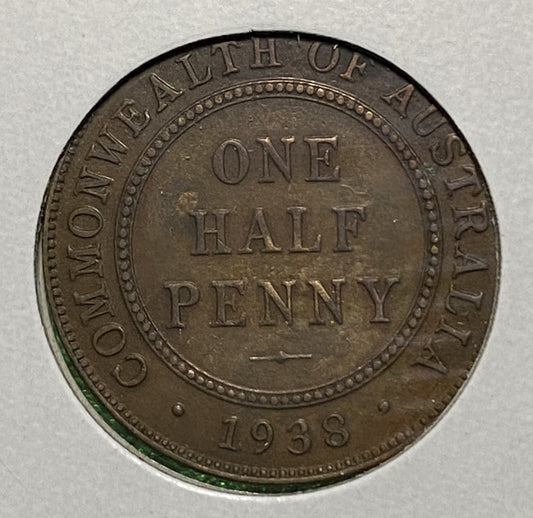 COMMONWEALTH OF AUSTRALIA
ONE
HALF
PENNY
· 1938 ·